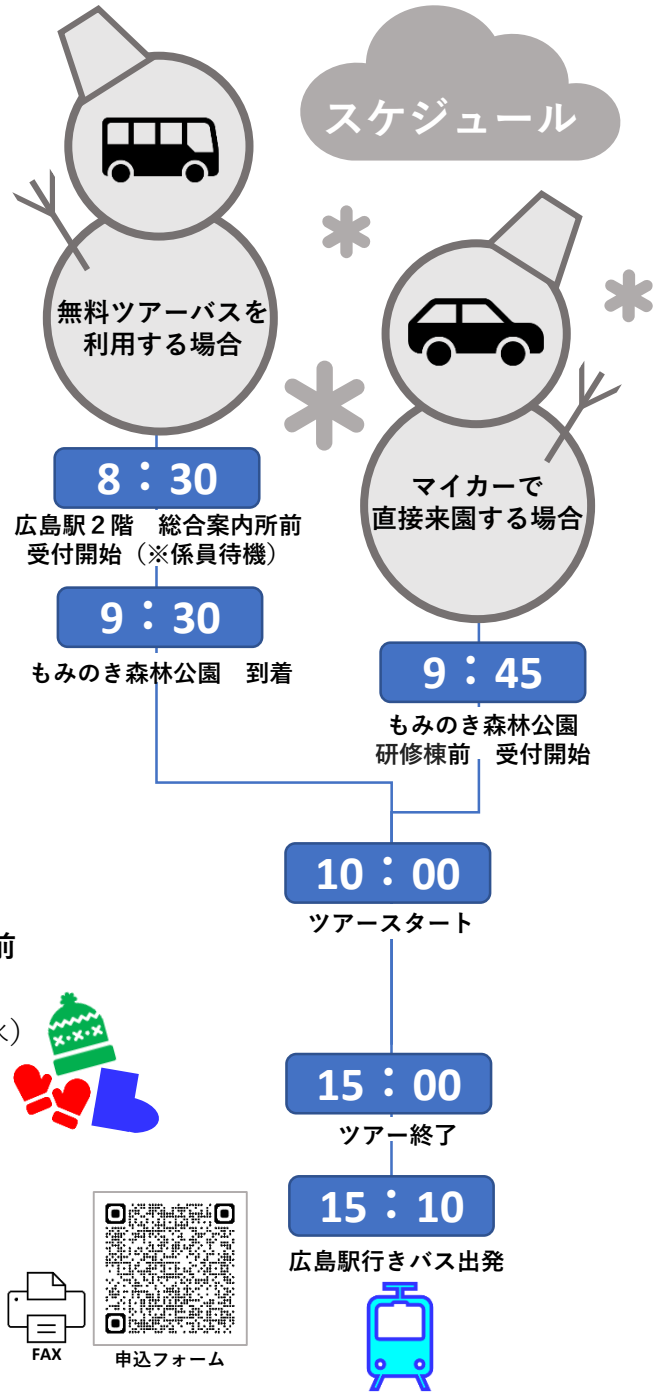 スケジュール
無料ツアーバスを
利用する場合
8：30
広島駅２階　総合案内所前
受付開始（※係員待機）
9：30
もみのき森林公園　到着
マイカーで
直接来園する場合
9：45
もみのき森林公園
研修棟前　受付開始
10：00
ツアースタート
前
）
15：00
ツアー終了
15：10
広島駅行きバス出発
FAX
申込フォーム